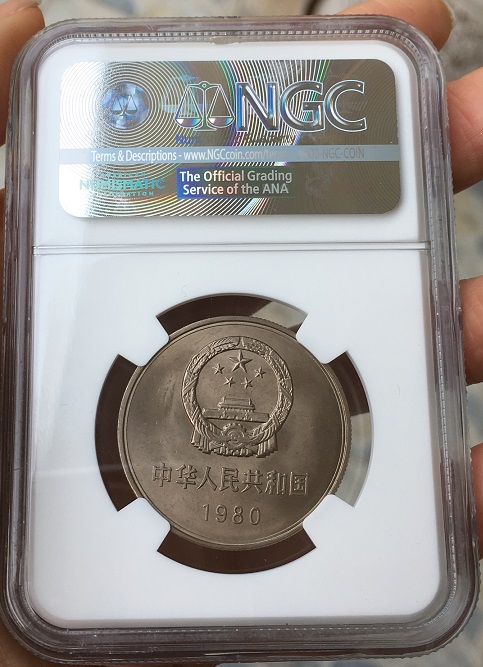 NGC
Terms & Descriptions - www.NGCcoin.com
NGC-COIN
The Official Grading
Service of the ANA
NUMISMATIC
中华人民共和国
1980